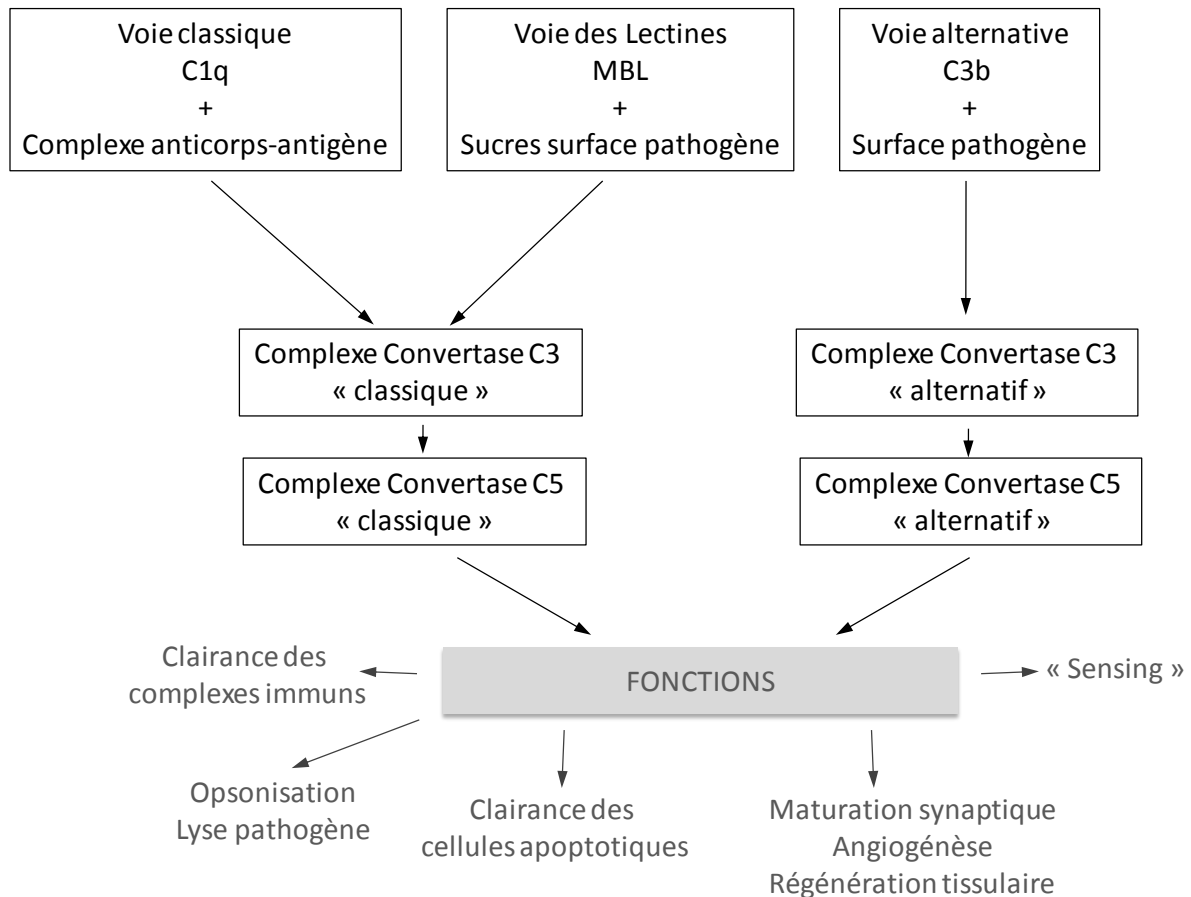 Voie classique
C1q
+
Complexe anticorps-antigène
Voie des Lectines
MBL
+
Sucres surface pathogène
Voie alternative
C3b
+
Surface pathogène
Complexe Convertase C3
« classique »
Complexe Convertase C3
« alternatif »
Complexe Convertase C5
« classique »
Complexe Convertase C5
« alternatif »
FONCTIONS
Clairance des
complexes immuns
« Sensing »
Opsonisation
Lyse pathogène
Clairance des
cellules apoptotiques
Maturation synaptique
Angiogénèse
Régénération tissulaire